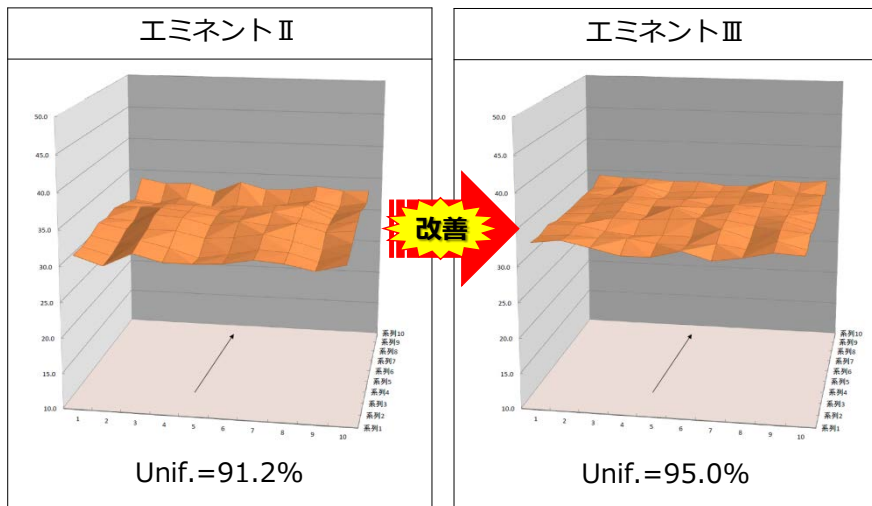 エミネントⅡ
エミネントⅢ
50.0
45.0
40.0
35.0
30.0
25.0
20.0
15.0
10.0
1 2 3 4 5 6 7 8 9 10
系列10
系列9
系列8
系列7
系列6
系列5
系列4
系列3
系列2
系列1
Unif.=91.2%
改善
50.0
45.0
40.0
35.0
30.0
25.0
20.0
15.0
10.0
1 2 3 4 5 6 7 8 9 10
系列10
系列9
系列8
系列7
系列6
系列5
系列4
系列3
系列2
系列1
Unif.=95.0%